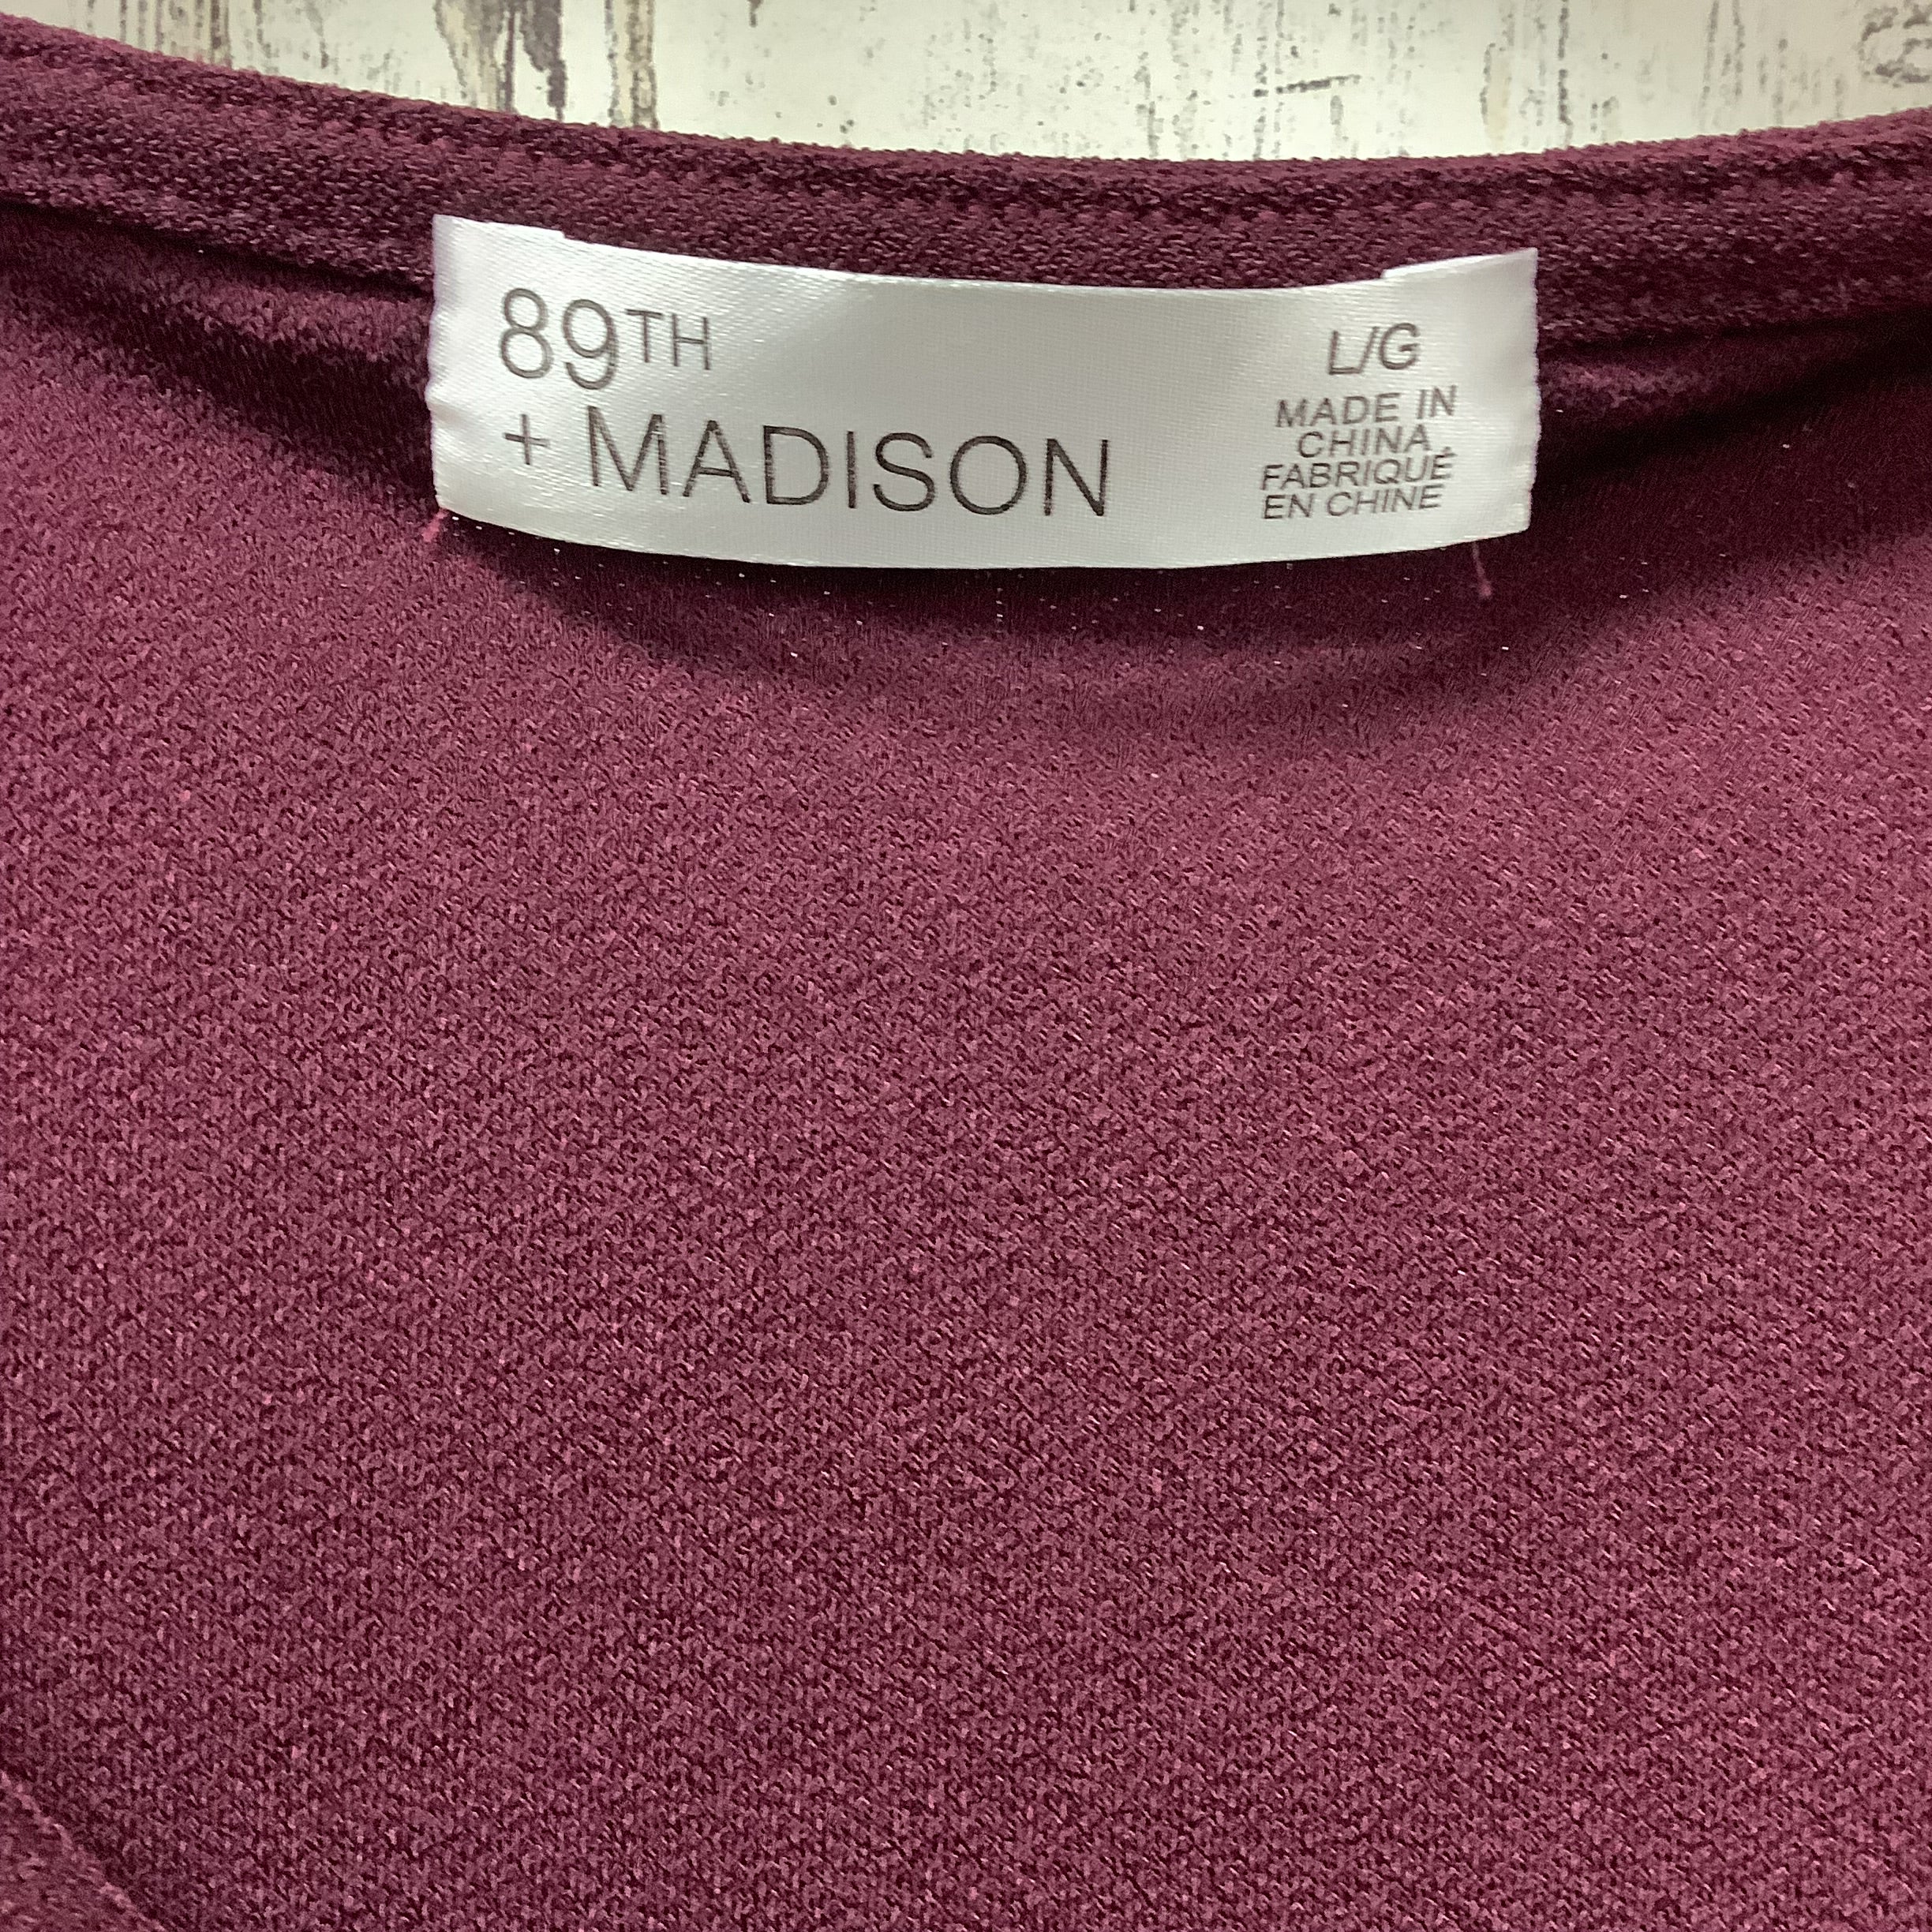 89TH
+ MADISON
L/G
MADE IN
CHINA
FABRIQUÉ
EN CHINE